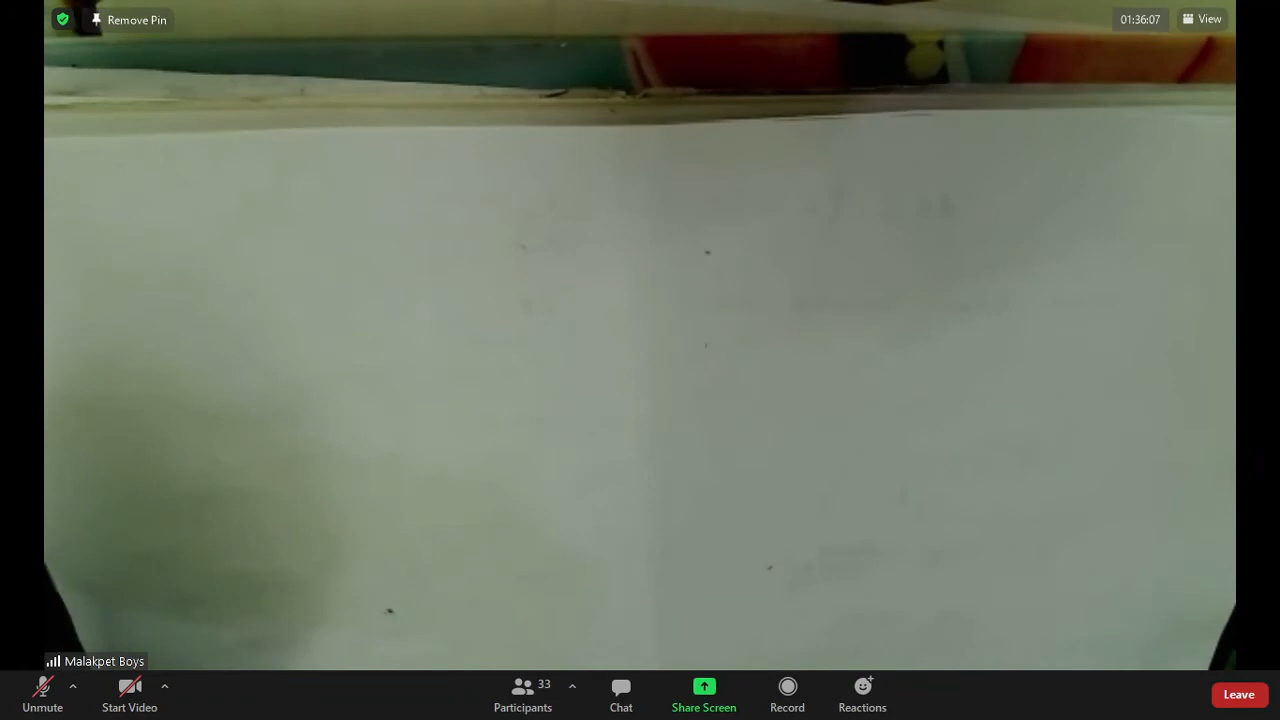 Remove Pin
01:36:07
View
Malakpet Boys
Unmute
Start Video
33
Participants
Chat
Share Screen
Record
Reactions
Leave